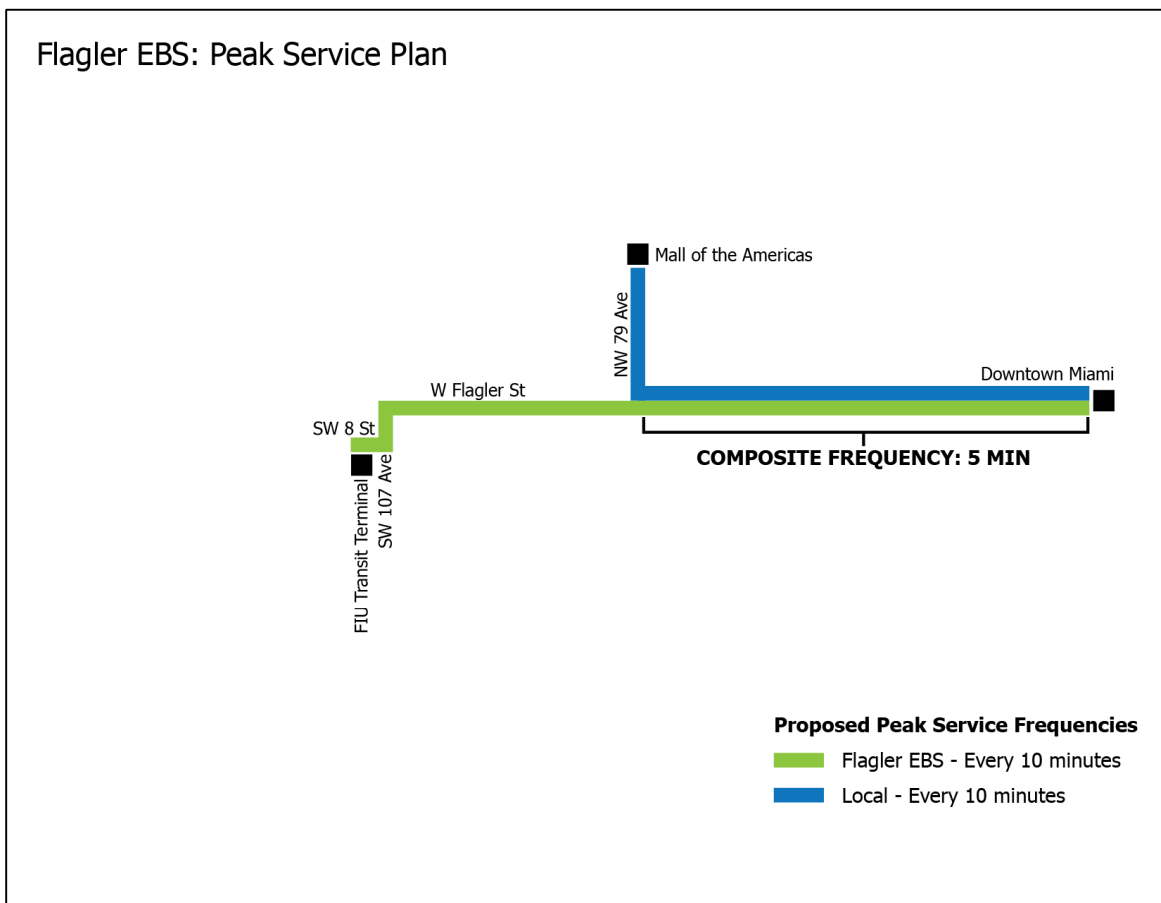 Flagler EBS: Peak Service Plan
Mall of the Americas
NW 79 Ave
Downtown Miami
W Flagler St
SW 8 St
COMPOSITE FREQUENCY: 5 MIN
SW 107 Ave
FIU Transit Terminal
Proposed Peak Service Frequencies
Flagler EBS - Every 10 minutes
Local - Every 10 minutes